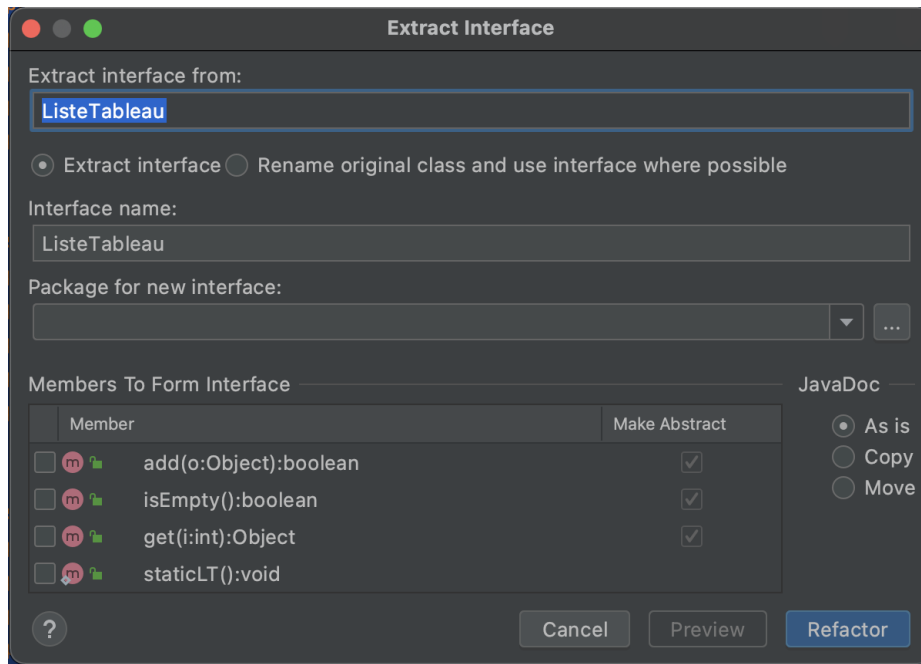 Extract Interface
Extract interface from:
ListeTableau
Extract interface Rename original class and use interface where possible
Interface name:
ListeTableau
Package for new interface:
...
Members To Form Interface JavaDoc
Member Make Abstract
As is
add(o:Object):boolean
Copy
isEmpty():boolean
Move
get(i:int):Object
staticLT():void
? Cancel Preview Refactor